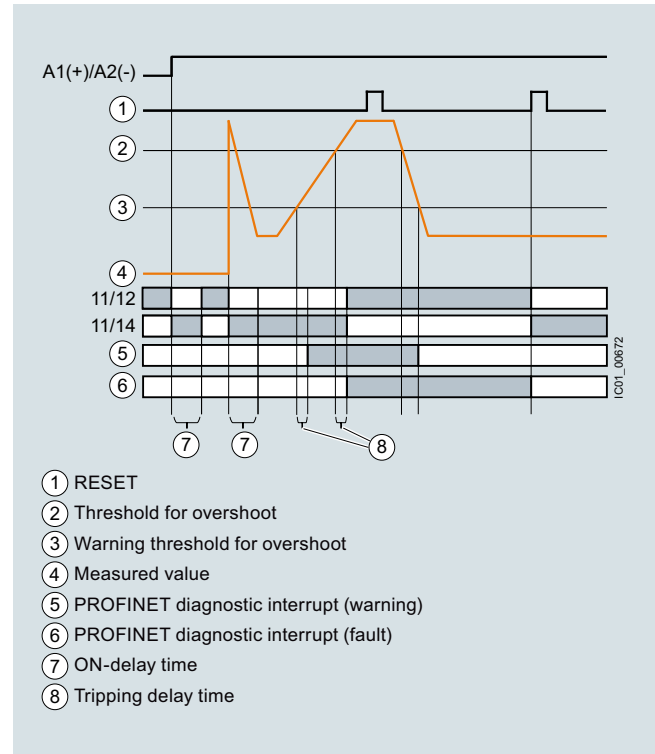 A1(+)/A2(-)
1
2
3
4
11/12
11/14
5
6
7 7 8
IC01_00672
1 RESET
2 Threshold for overshoot
3 Warning threshold for overshoot
4 Measured value
5 PROFINET diagnostic interrupt (warning)
6 PROFINET diagnostic interrupt (fault)
7 ON-delay time
8 Tripping delay time